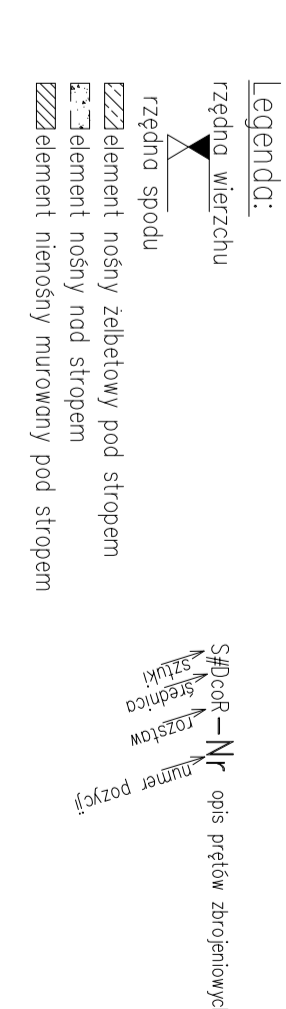 Legenda:
rzędna wierzchu
rzędna spodu
element nośny żelbetowy pod stropem
element nośny nad stropem
element nienośny murowany pod stropem
S#DcoR–Nr opis prętów zbrojeniowyc
sztuki
średnica
rozstaw
numer pozycji